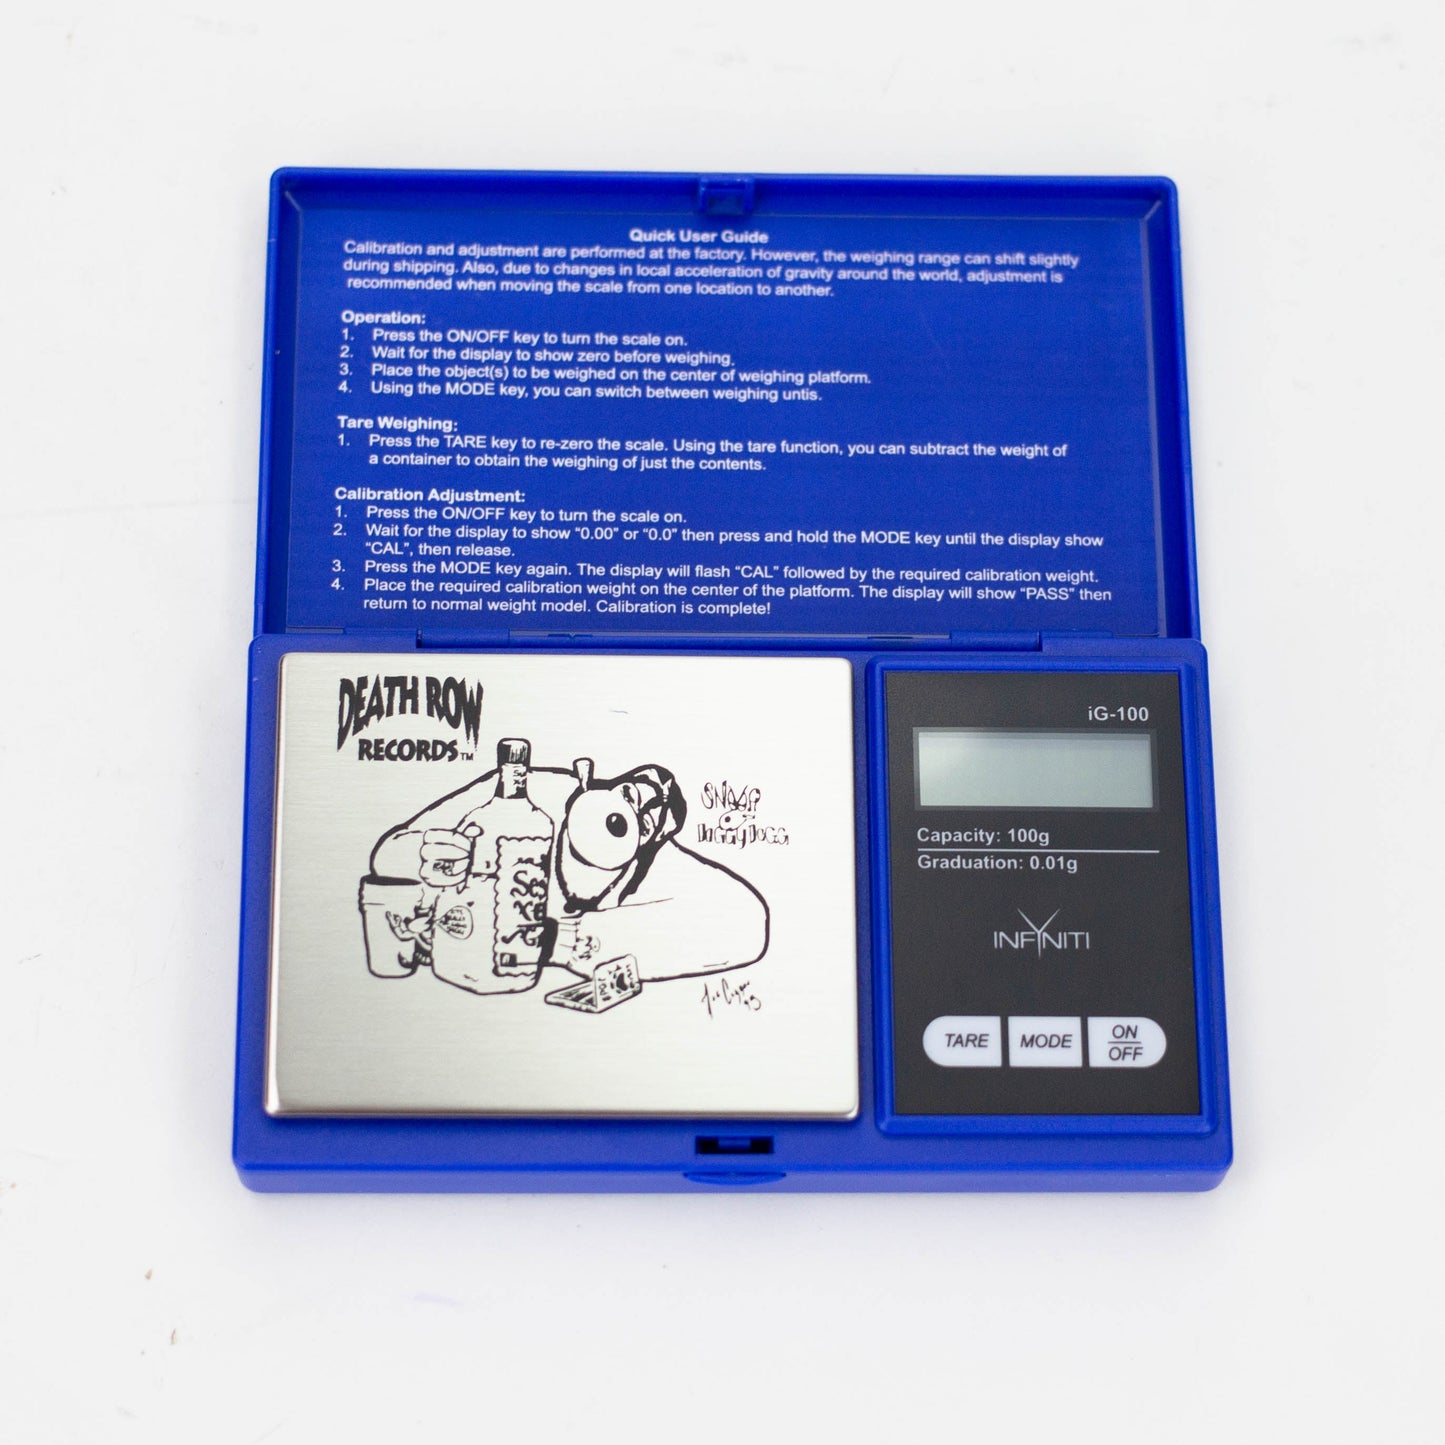 Quick User Guide
Calibration and adjustment are performed at the factory. However, the weighing range can shift slightly
during shipping. Also, due to changes in local acceleration of gravity around the world, adjustment is
recommended when moving the scale from one location to another.
Operation:
1. Press the ON/OFF key to turn the scale on.
2. Wait for the display to show zero before weighing.
3. Place the object(s) to be weighed on the center of weighing platform.
4. Using the MODE key, you can switch between weighing untis.
Tare Weighing:
1. Press the TARE key to re-zero the scale. Using the tare function, you can subtract the weight of
a container to obtain the weighing of just the contents.
Calibration Adjustment:
1. Press the ON/OFF key to turn the scale on.
2. Wait for the display to show "0.00" or "0.0" then press and hold the MODE key until the display show
"CAL", then release.
3. Press the MODE key again. The display will flash "CAL" followed by the required calibration weight.
4. Place the required calibration weight on the center of the platform. The display will show "PASS" then
return to normal weight model. Calibration is complete!
DEATH ROW
RECORDS™
SNOOP
DOGGY DOGG
iG-100
Capacity: 100g
Graduation: 0.01g
INFYNITI
TARE
MODE
ON
OFF